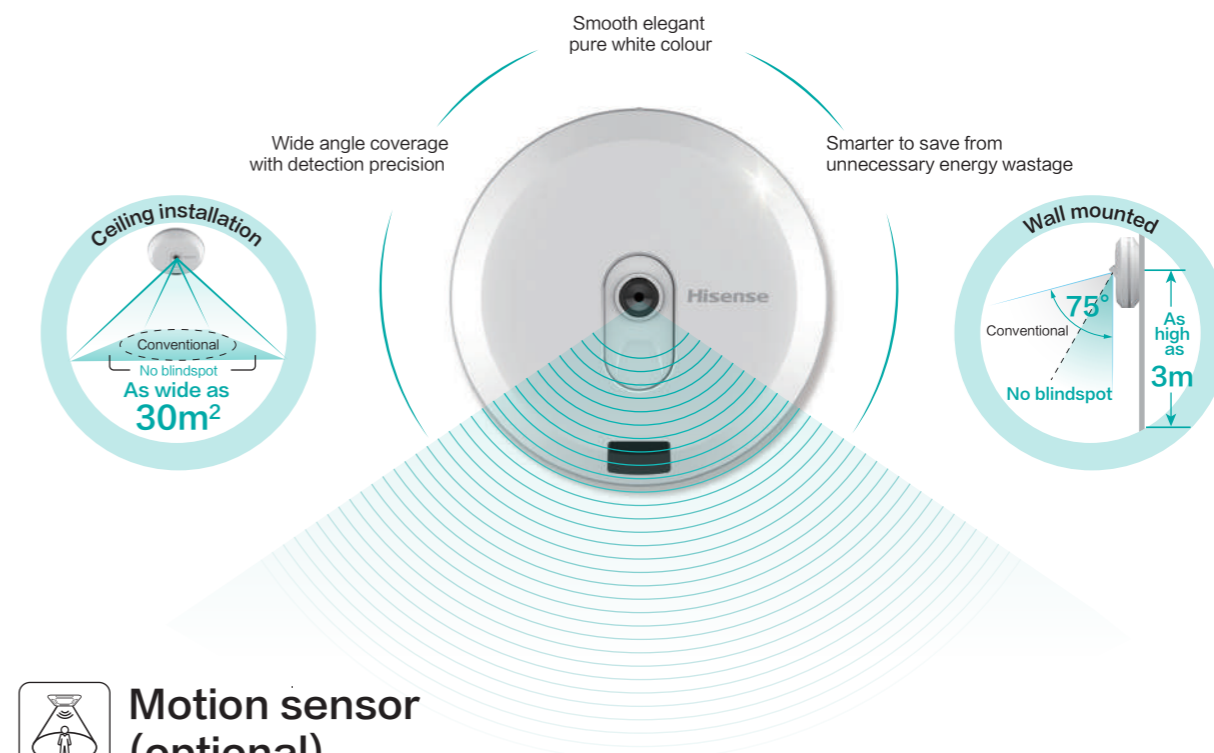 Smooth elegant
pure white colour
Wide angle coverage
with detection precision
Smarter to save from
unnecessary energy wastage
Ceiling installation
Conventional
No blindspot
As wide as
30m²
Hisense
Wall mounted
75°
Conventional
No blindspot
As
high
as
3m
Motion sensor
(optional)